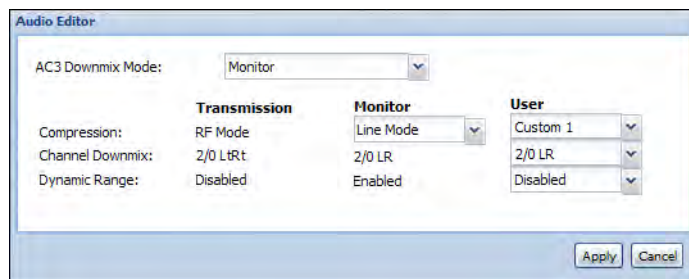 Audio Editor
AC3 Downmix Mode: Monitor
Transmission Monitor User
Compression: RF Mode Line Mode Custom 1
Channel Downmix: 2/0 LtRt 2/0 LR 2/0 LR
Dynamic Range: Disabled Enabled Disabled
Apply Cancel